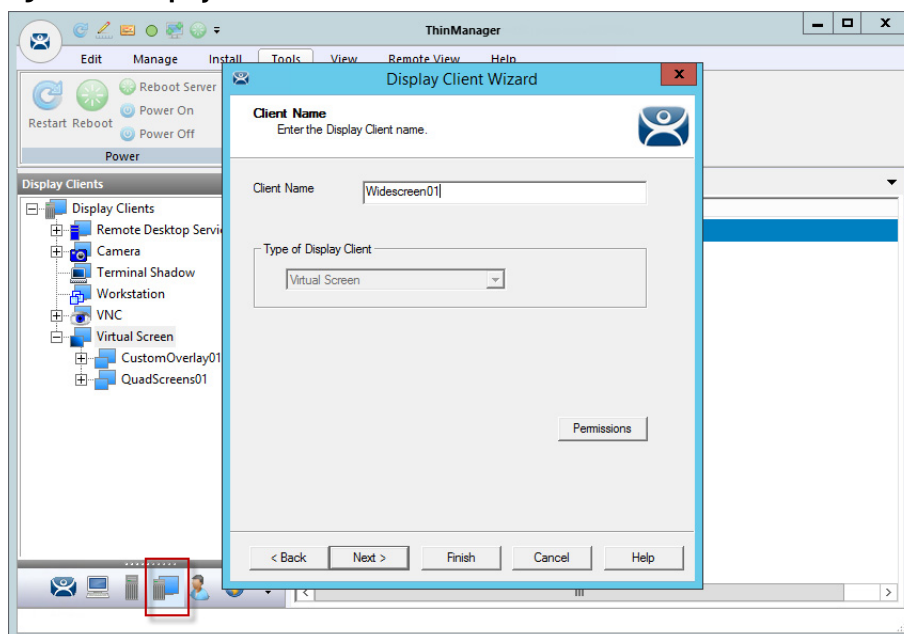 ThinManager
Edit Manage Install Tools View Remote View Help
Restart Reboot
Reboot Server
Power On
Power Off
Power
Display Clients
Display Clients
Remote Desktop Servi
Camera
Terminal Shadow
Workstation
VNC
Virtual Screen
CustomOverlay01
QuadScreens01
Display Client Wizard
X
Client Name
Enter the Display Client name.
Client Name Widescreen01
Type of Display Client
Virtual Screen
Permissions
< Back Next > Finish Cancel Help